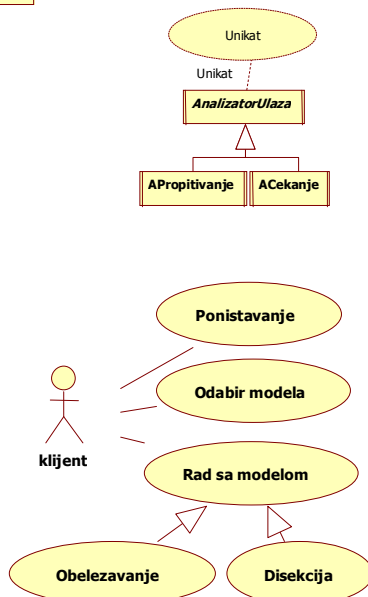 Unikat
Unikat
AnalizatorUlaza
APropitivanje
ACekanje
Ponistavanje
Odabir modela
klijent
Rad sa modelom
Obelezavanje
Disekcija